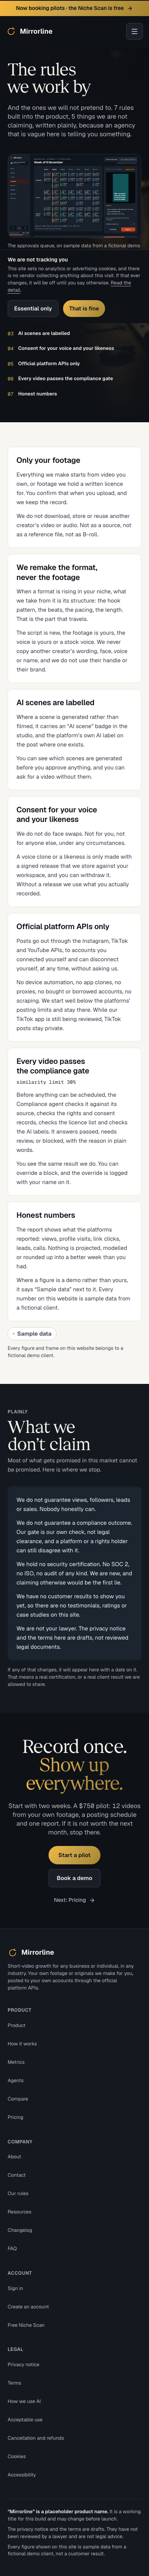 Now booking pilots · the Niche Scan is free →
Mirrorline
The rules
we work by
And the ones we will not pretend to. 7 rules
built into the product, 5 things we are not
claiming, written plainly, because an agency
that is vague here is telling you something.
Week of 9 November
The approvals queue, on sample data from a fictional demo
We are not tracking you
This site sets no analytics or advertising cookies, and there
is no vendor collecting anything about this visit. If that ever
changes, it will be off until you say otherwise. Read the
detail.
Essential only
That is fine
03 AI scenes are labelled
04 Consent for your voice and your likeness
05 Official platform APIs only
06 Every video passes the compliance gate
07 Honest numbers
Only your footage
Everything we make starts from video you
own, or footage we hold a written licence
for. You confirm that when you upload, and
we keep the record.
We do not download, store or reuse another
creator's video or audio. Not as a source, not
as a reference file, not as B-roll.
We remake the format,
never the footage
When a format is rising in your niche, what
we take from it is structure: the hook
pattern, the beats, the pacing, the length.
That is the part that travels.
The script is new, the footage is yours, the
voice is yours or a stock voice. We never
copy another creator's wording, face, voice
or name, and we do not use their handle or
their brand.
AI scenes are labelled
Where a scene is generated rather than
filmed, it carries an "AI scene" badge in the
studio, and the platform's own AI label on
the post where one exists.
You can see which scenes are generated
before you approve anything, and you can
ask for a video without them.
Consent for your voice
and your likeness
We do not do face swaps. Not for you, not
for anyone else, under any circumstances.
A voice clone or a likeness is only made with
a signed release that we store against your
workspace, and you can withdraw it.
Without a release we use what you actually
recorded.
Official platform APIs only
Posts go out through the Instagram, TikTok
and YouTube APIs, to accounts you
connected yourself and can disconnect
yourself, at any time, without asking us.
No device automation, no app clones, no
proxies, no bought or borrowed accounts, no
engagement. We start well below the platforms'
posting limits and stay there. While our
TikTok app is still being reviewed, TikTok
posts stay private.
Every video passes
the compliance gate
similarity limit 30%
Before anything can be scheduled, the
Compliance agent checks it against its
source, checks the rights and consent
records, checks the licence list and checks
the AI labels. It answers passed, needs
review, or blocked, with the reason in plain
words.
You see the same result we do. You can
override a block, and the override is logged
with your name on it.
Honest numbers
The report shows what the platforms
reported: views, profile visits, link clicks,
leads, calls. Nothing is projected, modelled
or rounded up into a better week than you
had.
Where a figure is a demo rather than yours,
it says "Sample data" next to it. Every
number on this website is sample data from
a fictional client.
Sample data
Every figure and frame on this website belongs to a
fictional demo client.
PLAINLY
What we
don't claim
Most of what gets promised in this market cannot
be promised. Here is where we stop.
We do not guarantee views, followers, leads
or sales. Nobody honestly can.
We do not guarantee a compliance outcome.
Our gate is our own check, not legal
clearance, and a platform or a rights holder
can still disagree with it.
We hold no security certification. No SOC 2,
no ISO, no audit of any kind. We are new, and
claiming otherwise would be the first lie.
We have no customer results to show you
yet, so there are no testimonials, ratings or
case studies on this site.
We are not your lawyer. The privacy notice
and the terms here are drafts, not reviewed
legal documents.
If any of that changes, it will appear here with a date on it.
That means a real certification, or a real client result we are
allowed to share.
Record once.
Show up
everywhere.
Start with two weeks. A $758 pilot: 12 videos
from your own footage, a posting schedule
and one report. If it is not worth the next
month, stop there.
Start a pilot
Book a demo
Next: Pricing →
Mirrorline
Short-video growth for any business or individual, in any
industry. Your own footage or originals we make for you,
posted to your own accounts through the official
platform APIs.
PRODUCT
Product
How it works
Metrics
Agents
Compare
Pricing
COMPANY
About
Contact
Our rules
Resources
Changelog
FAQ
ACCOUNT
Sign in
Create an account
Free Niche Scan
LEGAL
Privacy notice
Terms
How we use AI
Acceptable use
Cancellation and refunds
Cookies
Accessibility
"Mirrorline" is a placeholder product name. It is a working
title for this build and may change before launch.
The privacy notice and the terms are drafts. They have not
been reviewed by a lawyer and are not legal advice.
Every figure shown on this site is sample data from a
fictional demo client, not a customer result.